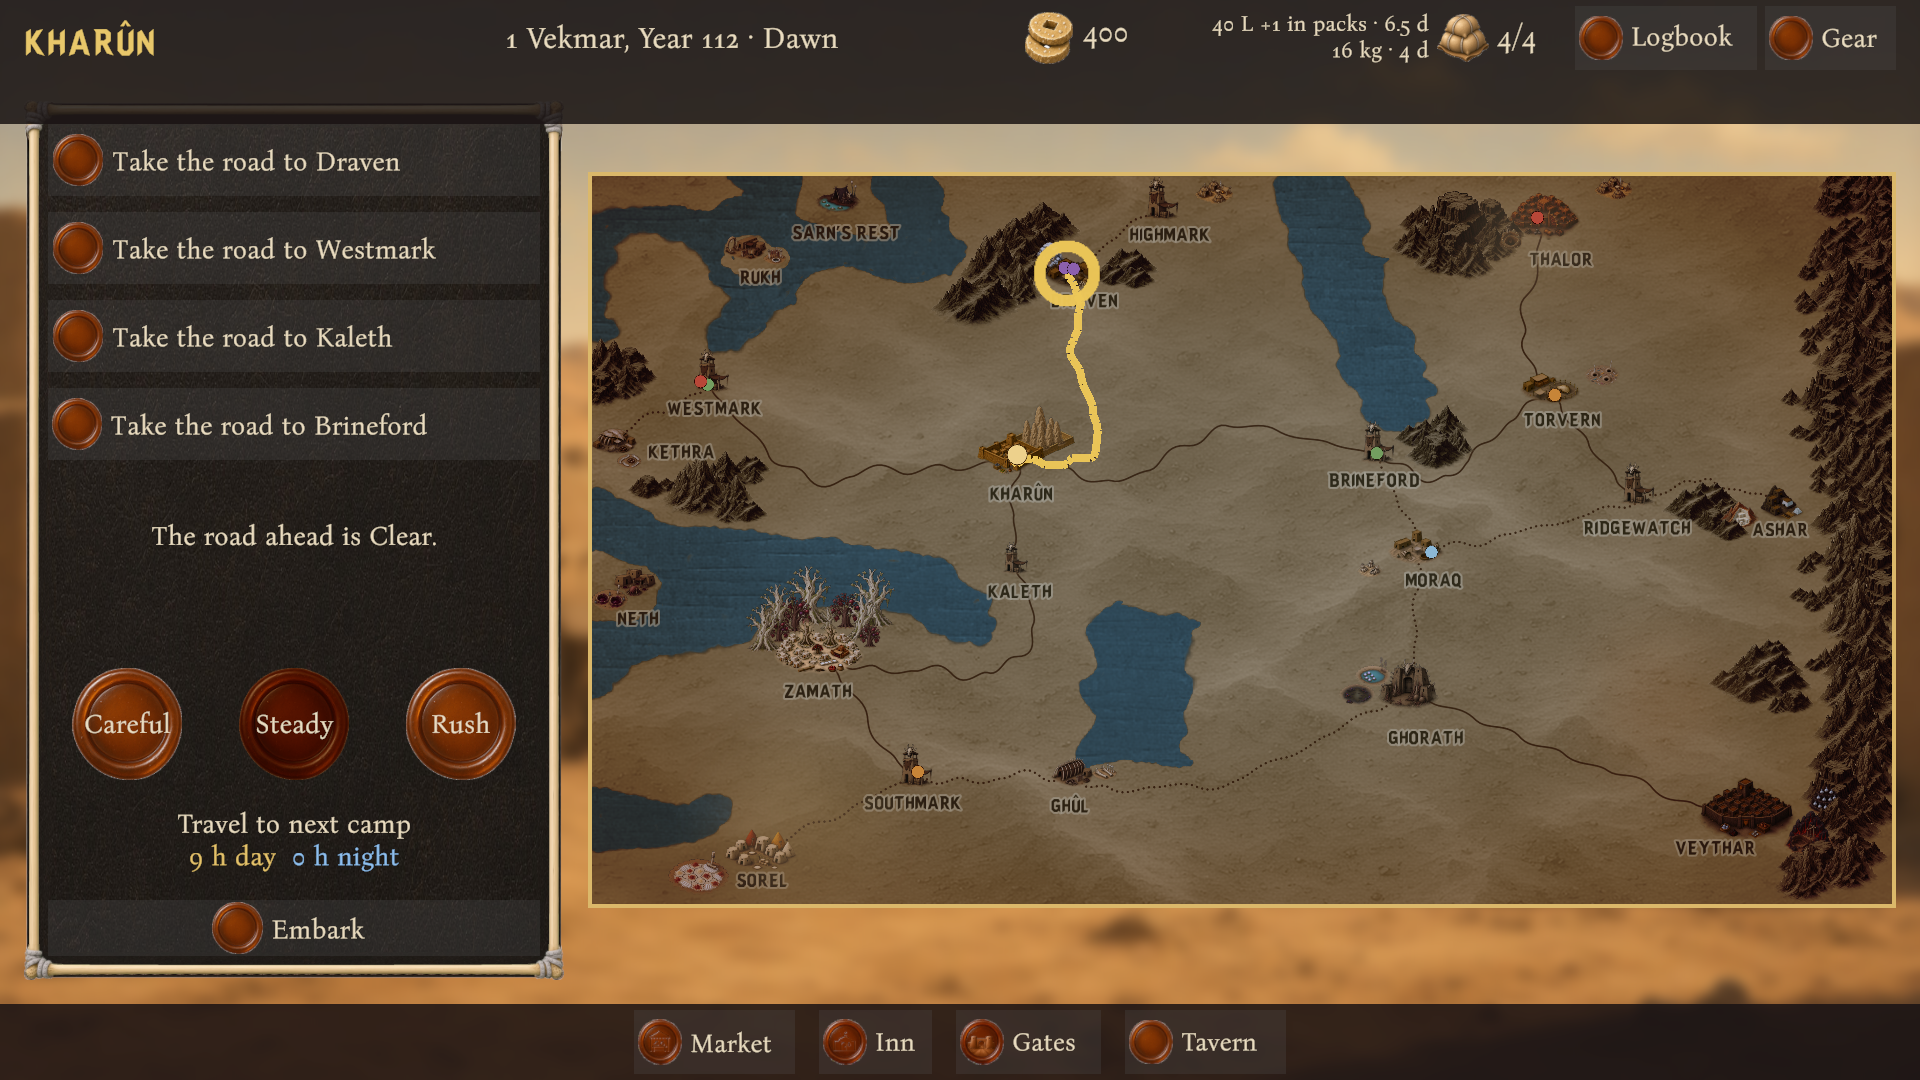 KHARÛN
1 Vekmar, Year 112 · Dawn
400
40 L +1 in packs · 6.5 d
16 kg · 4 d
4/4
Logbook
Gear
Take the road to Draven
Take the road to Westmark
Take the road to Kaleth
Take the road to Brineford
The road ahead is Clear.
Careful
Steady
Rush
Travel to next camp
9 h day 0 h night
Embark
SARN'S REST
HIGHMARK
RUKH
THALOR
WESTMARK
TORVERN
KETHRA
BRINEFORD
KHARÛN
RIDGEWATCH
ASHAR
MORAQ
KALETH
NETH
ZAMATH
GHORATH
SOUTHMARK
GHÛL
VEYTHAR
SOREL
Market
Inn
Gates
Tavern